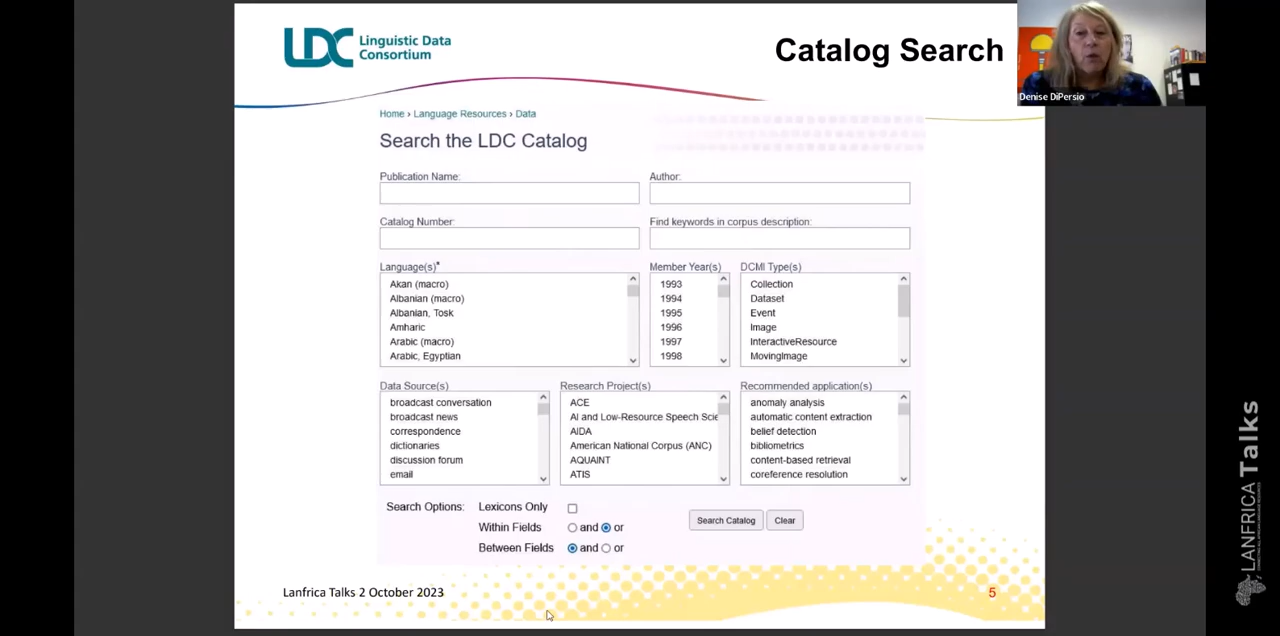 LDC Linguistic Data
Consortium
Catalog Search
Denise DiPersio
Home › Language Resources › Data
Search the LDC Catalog
Publication Name:
Author:
Catalog Number:
Find keywords in corpus description:
Language(s)*
Akan (macro)
Albanian (macro)
Albanian, Tosk
Amharic
Arabic (macro)
Arabic, Egyptian
Member Year(s)
1993
1994
1995
1996
1997
1998
DCMI Type(s)
Collection
Dataset
Event
Image
InteractiveResource
MovingImage
Data Source(s)
broadcast conversation
broadcast news
correspondence
dictionaries
discussion forum
email
Research Project(s)
ACE
AI and Low-Resource Speech Scie
AIDA
American National Corpus (ANC)
AQUAINT
ATIS
Recommended application(s)
anomaly analysis
automatic content extraction
belief detection
bibliometrics
content-based retrieval
coreference resolution
Search Options:
Lexicons Only
Within Fields and or
Between Fields and or
Search Catalog
Clear
Lanfrica Talks 2 October 2023
5
LANFRICA Talks